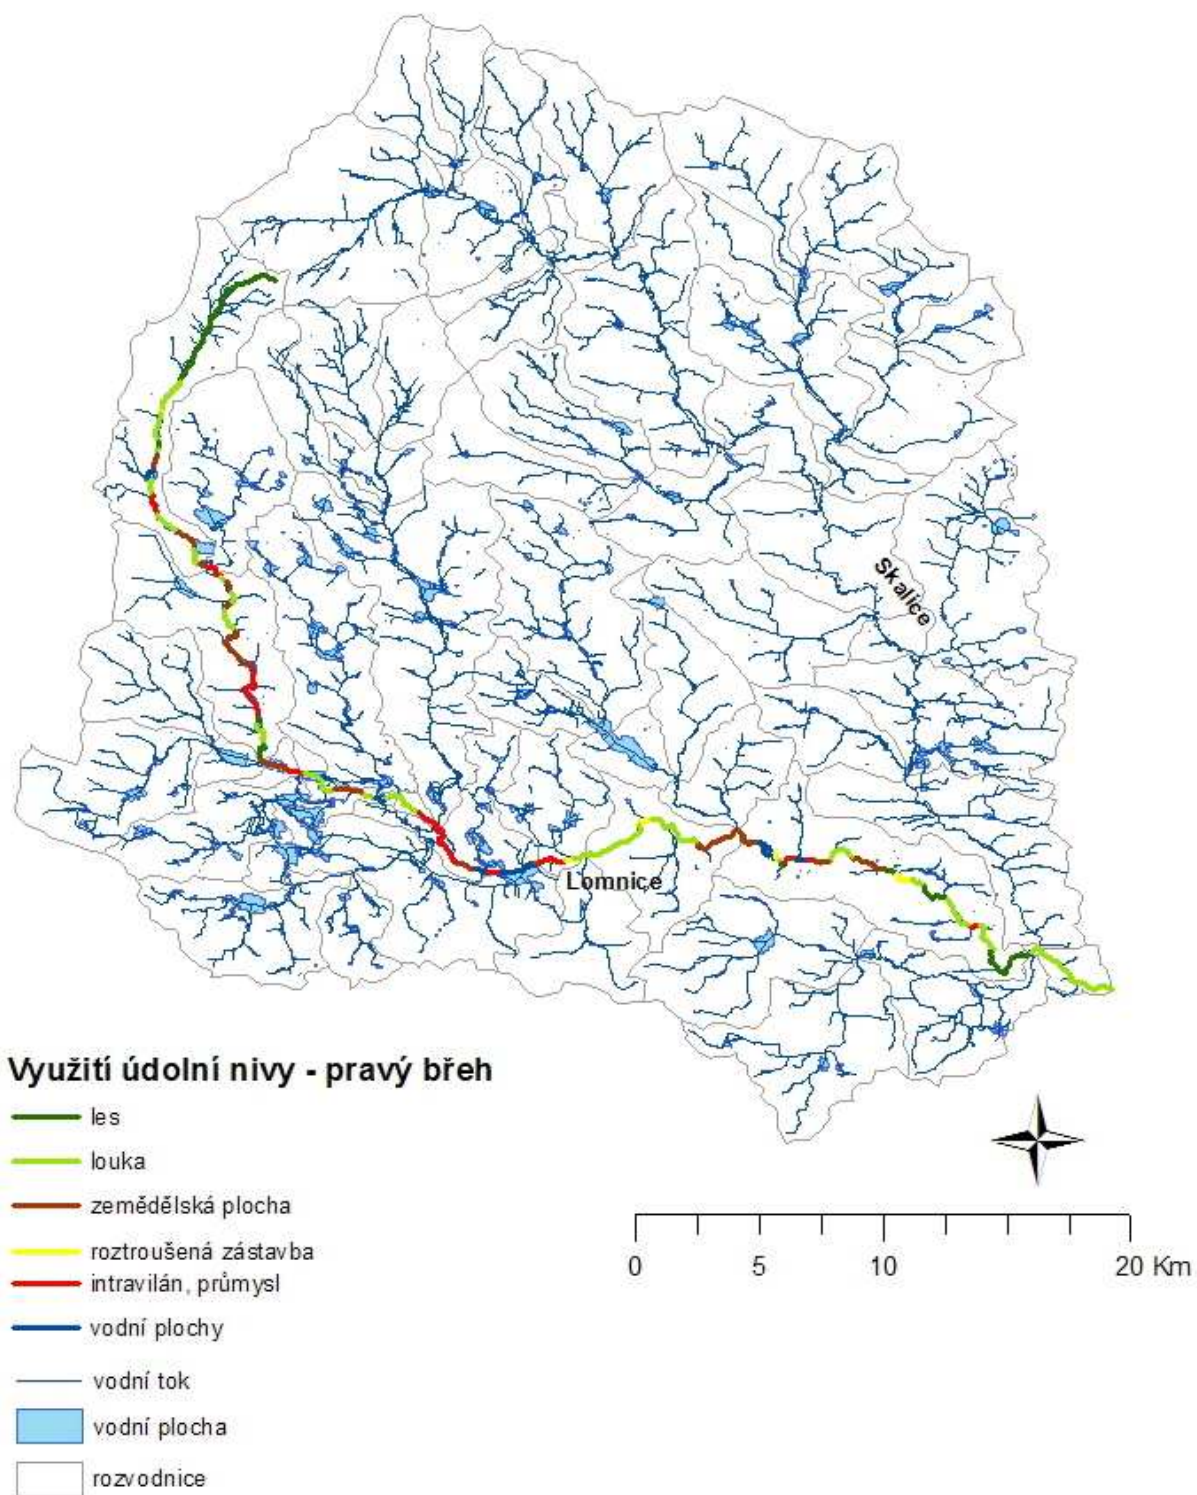 Skalice
Lomnice
Využití údolní nivy - pravý břeh
les
louka
zemědělská plocha
roztroušená zástavba
intravilán, průmysl
vodní plochy
vodní tok
vodní plocha
rozvodnice
0 5 10 20 Km